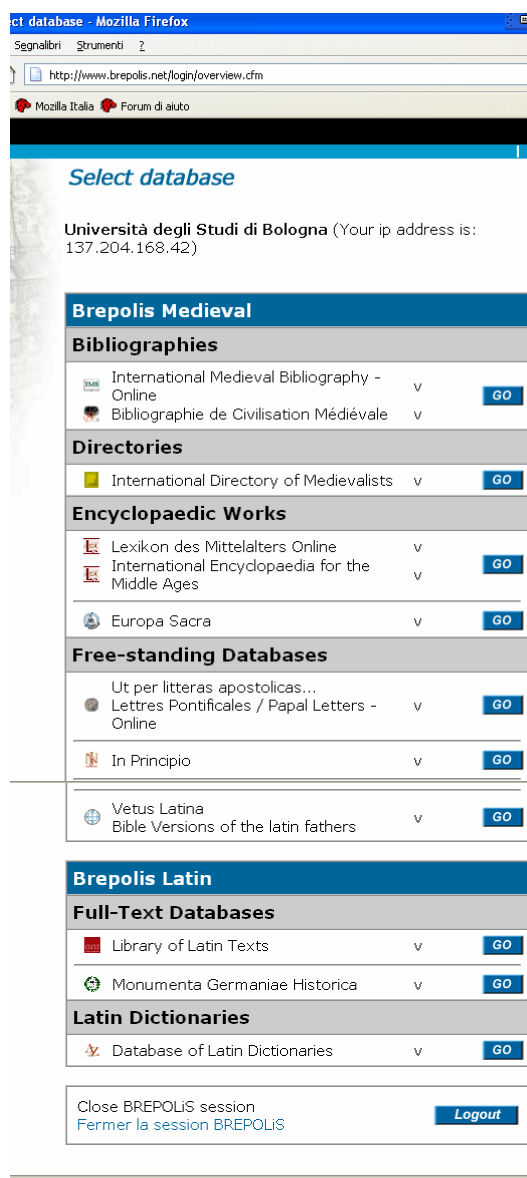 ect database - Mozilla Firefox
Segnalibri Strumenti ?
http://www.brepolis.net/login/overview.cfm
Mozilla Italia Forum di aiuto
Select database
Università degli Studi di Bologna (Your ip address is:
137.204.168.42)
Brepolis Medieval
Bibliographies
International Medieval Bibliography -
Online v GO
Bibliographie de Civilisation Médiévale v
Directories
International Directory of Medievalists v GO
Encyclopaedic Works
Lexikon des Mittelalters Online v
International Encyclopaedia for the
Middle Ages v GO
Europa Sacra v GO
Free-standing Databases
Ut per litteras apostolicas...
Lettres Pontificales / Papal Letters - v GO
Online
In Principio v GO
Vetus Latina
Bible Versions of the latin fathers v GO
Brepolis Latin
Full-Text Databases
Library of Latin Texts v GO
Monumenta Germaniae Historica v GO
Latin Dictionaries
Database of Latin Dictionaries v GO
Close BREPOLiS session
Fermer la session BREPOLiS Logout